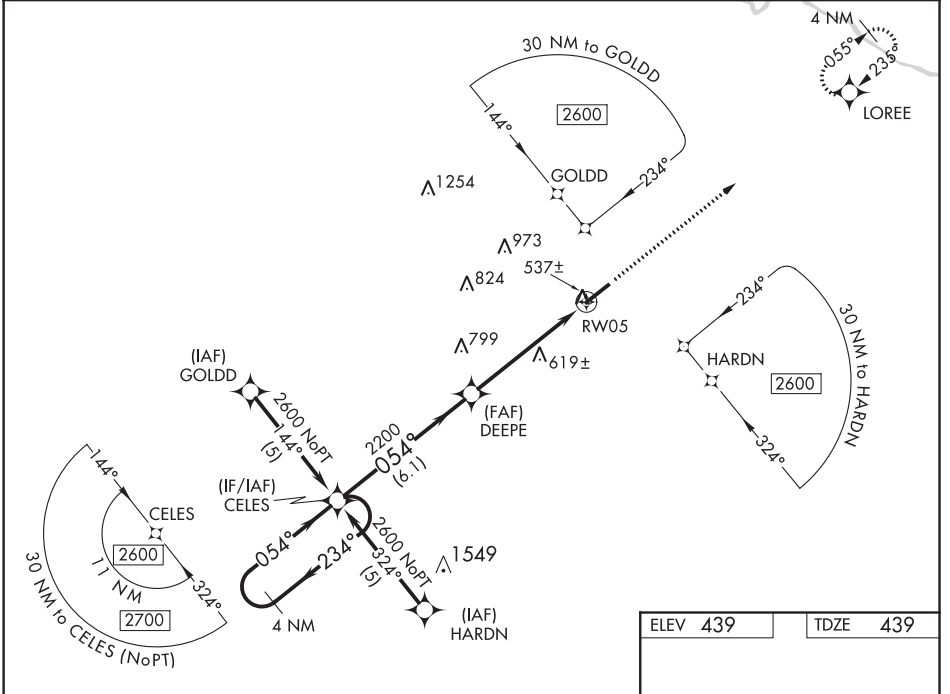 4 NM
055°
235°
LOREE
30 NM to GOLDD
2600
144°
234°
GOLDD
1254
973
824
537±
RW05
799
619±
234°
HARDN
2600
324°
30 NM to HARDN
(IAF)
GOLDD
2600 NoPT
144°
(5)
(FAF)
DEEPE
2200
054°
(6.1)
(IF/IAF)
CELES
054°
234°
4 NM
2600 NoPT
324°
(5)
1549
(IAF)
HARDN
144°
CELES
2600
11 NM
2700
324°
30 NM to CELES (NoPT)
ELEV 439
TDZE 439